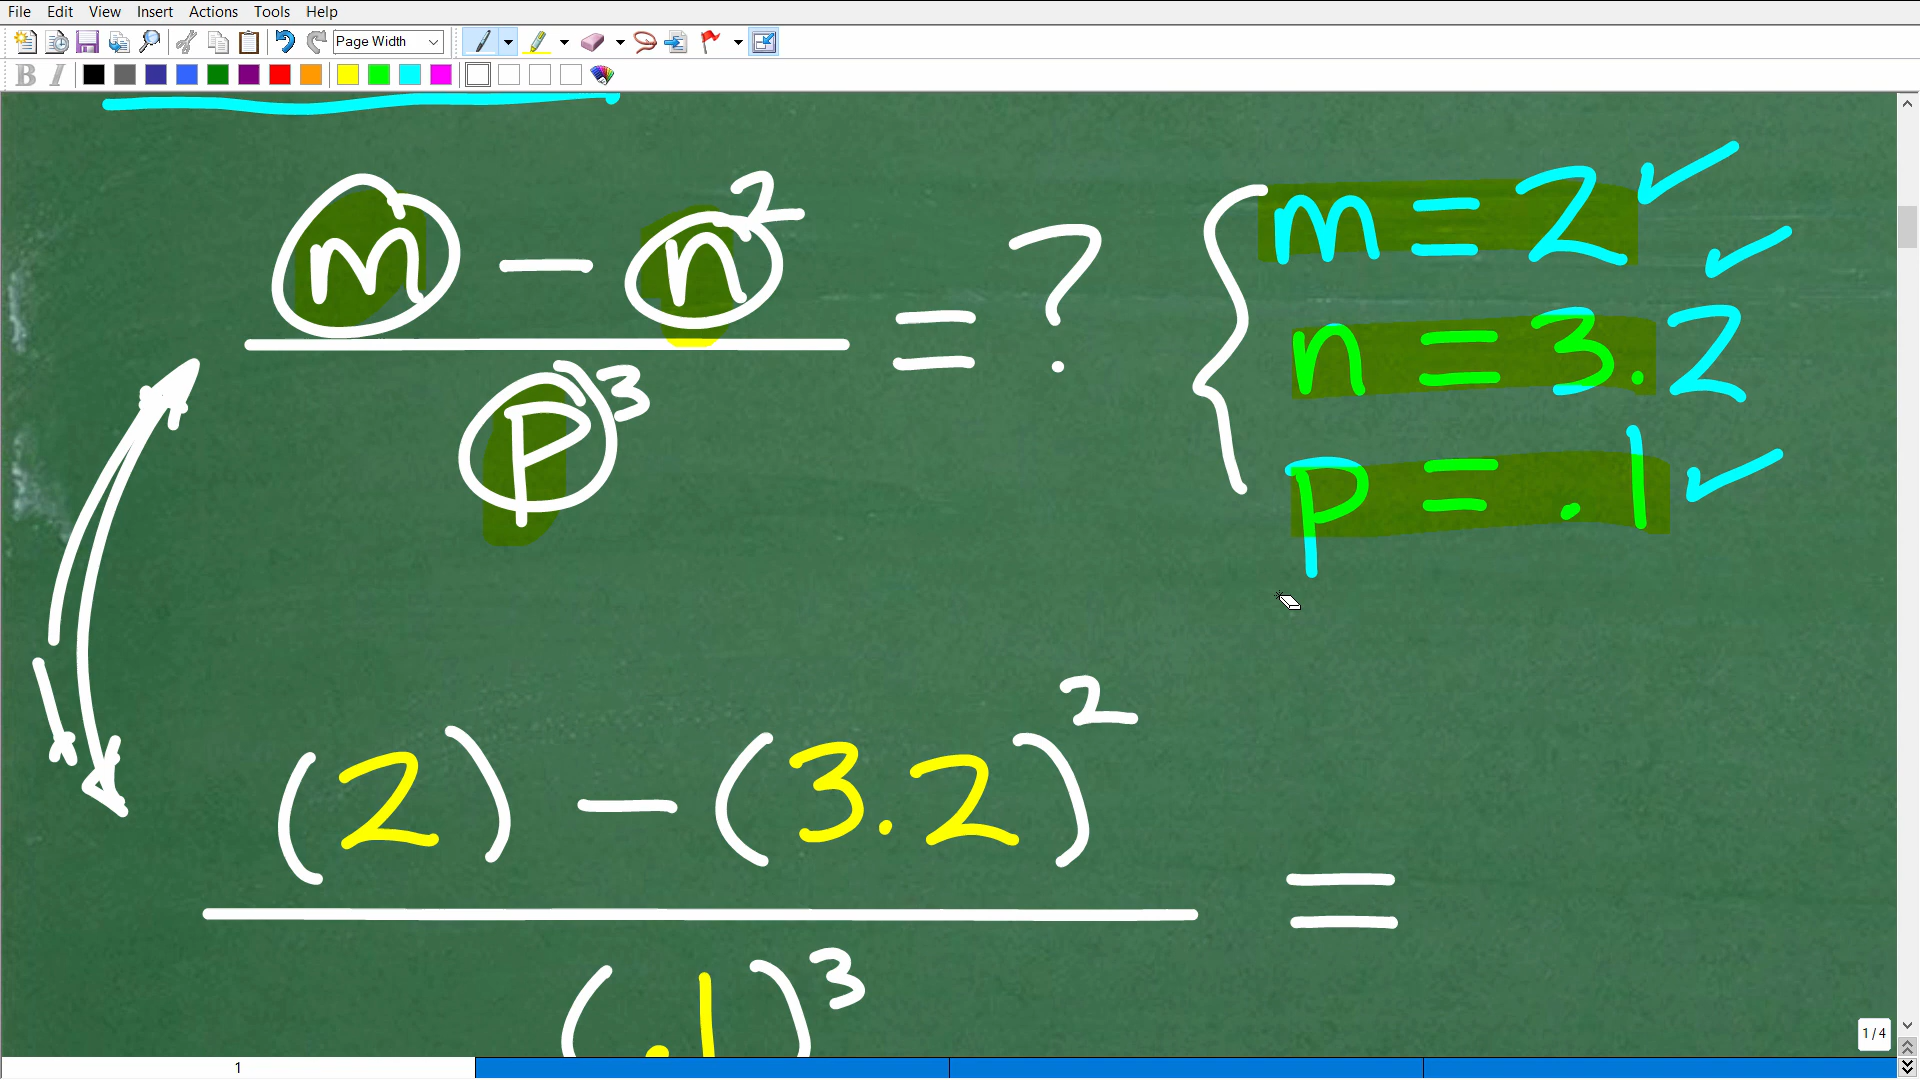 File Edit View Insert Actions Tools Help
Page Width
B I
m - n² = ?
p³
m = 2 ✓
n = 3.2 ✓
p = .1 ✓
(2) - (3.2)² =
(.1)³
1 / 4
1